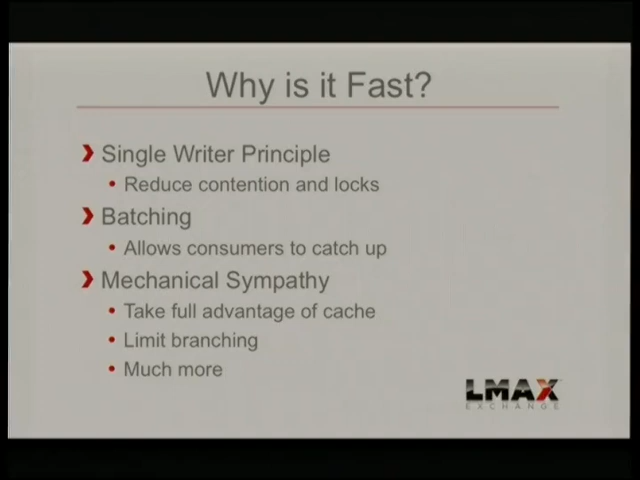 Why is it Fast?
Single Writer Principle
Reduce contention and locks
Batching
Allows consumers to catch up
Mechanical Sympathy
Take full advantage of cache
Limit branching
Much more
LMAX
EXCHANGE